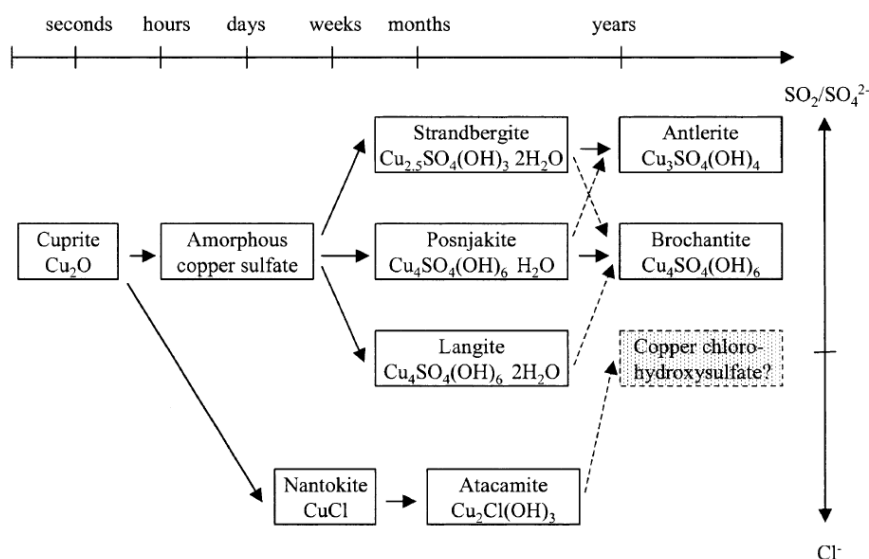 seconds hours days weeks months years
SO₂/SO₄²⁻
Strandbergite
Cu₂.₅SO₄(OH)₃ 2H₂O
Antlerite
Cu₃SO₄(OH)₄
Cuprite
Cu₂O
Amorphous
copper sulfate
Posnjakite
Cu₄SO₄(OH)₆ H₂O
Brochantite
Cu₄SO₄(OH)₆
Langite
Cu₄SO₄(OH)₆ 2H₂O
Copper chloro-
hydroxysulfate?
Nantokite
CuCl
Atacamite
Cu₂Cl(OH)₃
Cl⁻